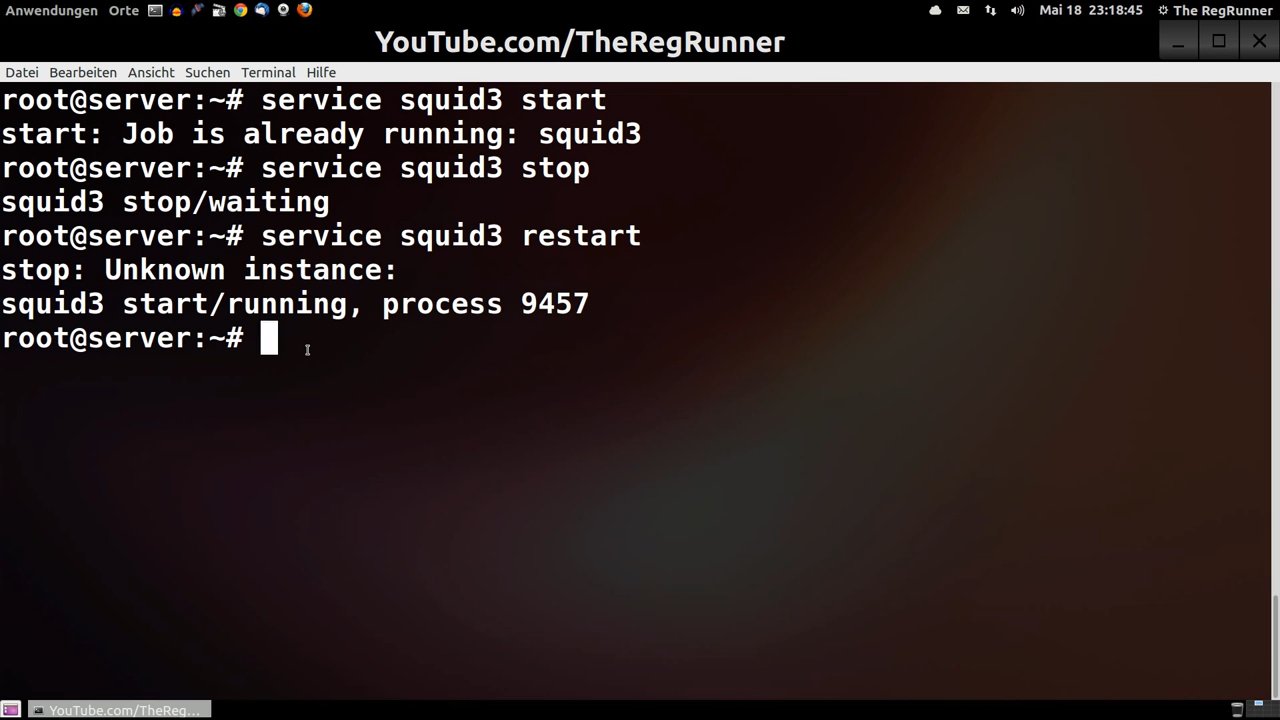 Anwendungen Orte Mai 18 23:18:45 The RegRunner
YouTube.com/TheRegRunner
Datei Bearbeiten Ansicht Suchen Terminal Hilfe
root@server:~# service squid3 start
start: Job is already running: squid3
root@server:~# service squid3 stop
squid3 stop/waiting
root@server:~# service squid3 restart
stop: Unknown instance:
squid3 start/running, process 9457
root@server:~#
YouTube.com/TheReg...